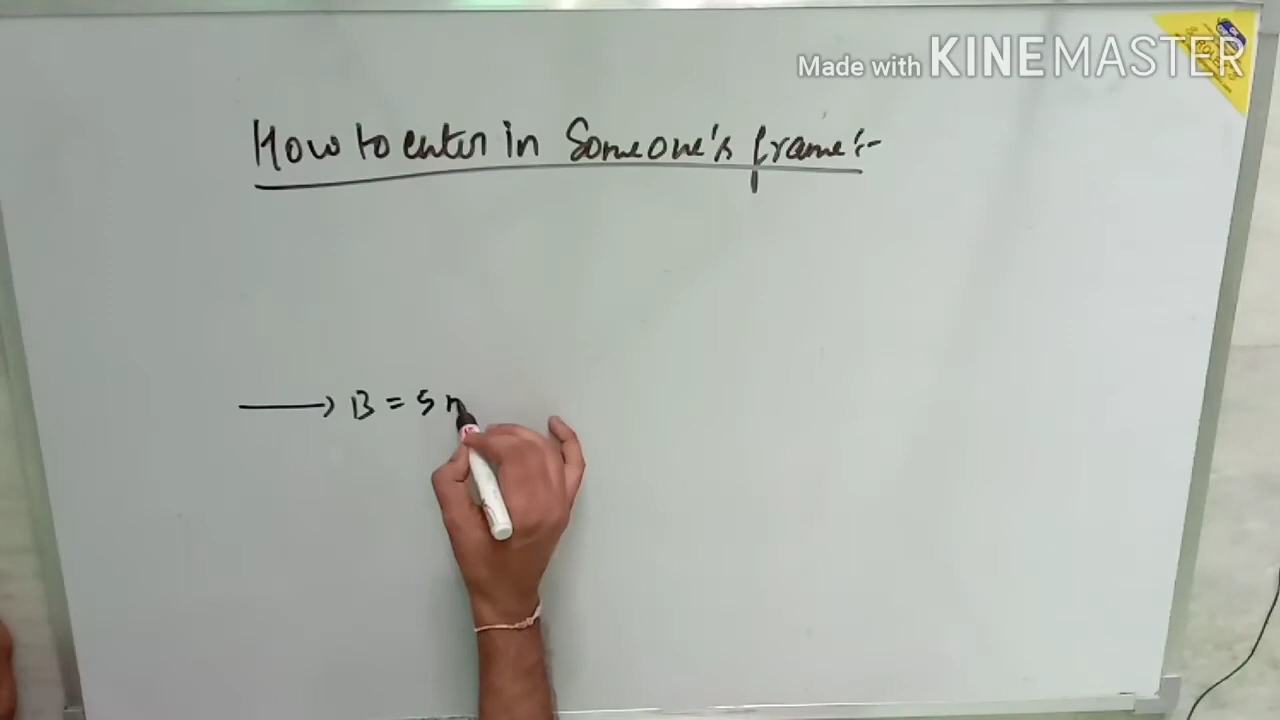 Made with KINEMASTER
How to enter in Someone's frame:-
→ B = 5 m